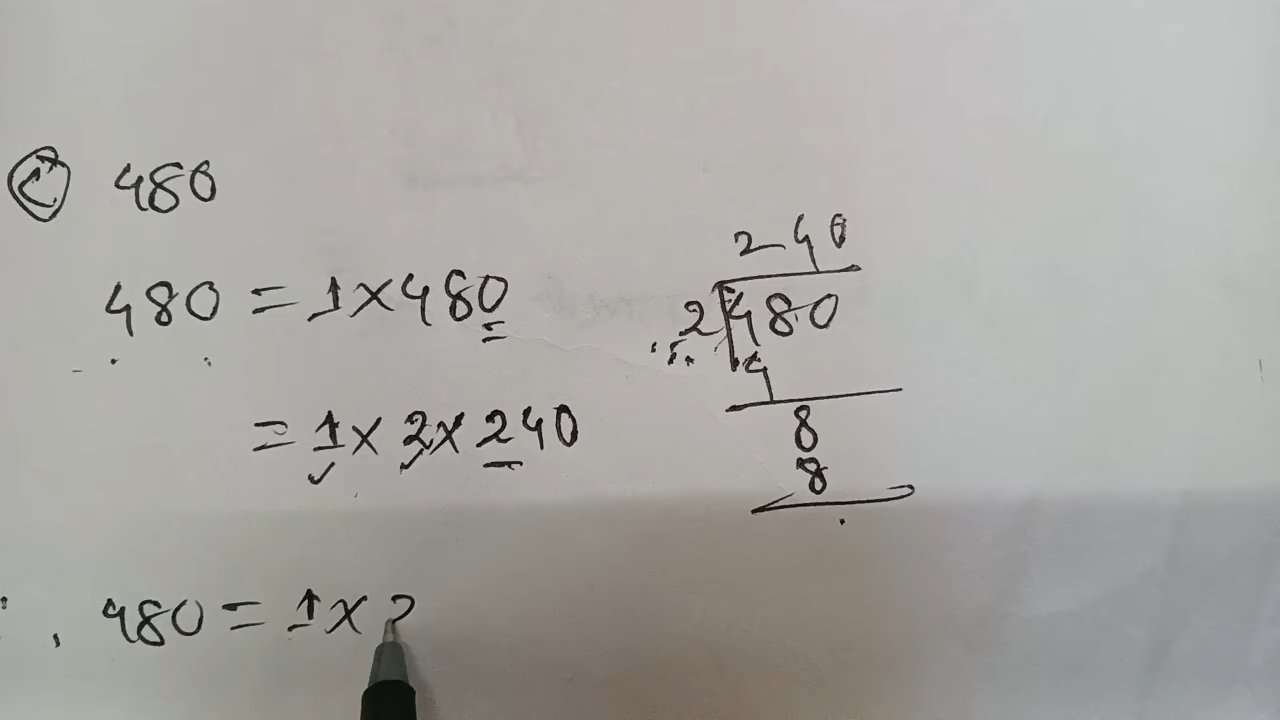 C 480
480 = 1 × 480
= 1 × 2 × 240
∴ 480 = 1 × 2
240
2 480
4
8
8